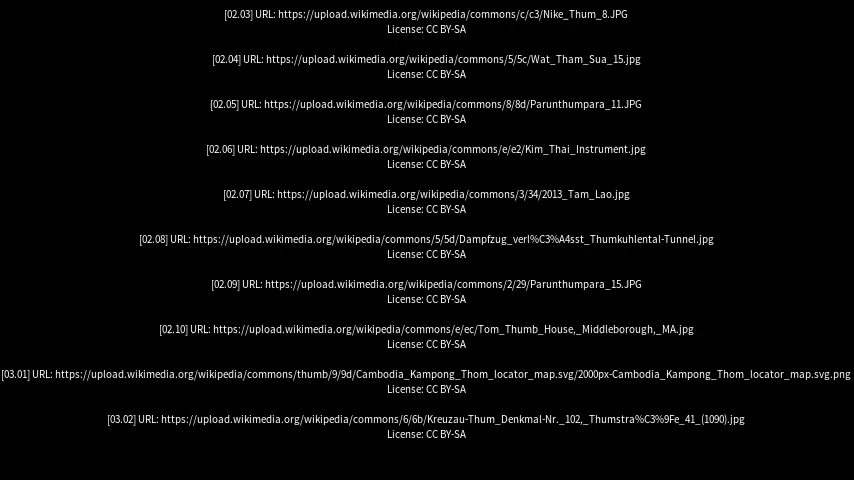 [02.03] URL: https://upload.wikimedia.org/wikipedia/commons/c/c3/Nike_Thum_8.JPG
License: CC BY-SA
[02.04] URL: https://upload.wikimedia.org/wikipedia/commons/5/5c/Wat_Tham_Sua_15.jpg
License: CC BY-SA
[02.05] URL: https://upload.wikimedia.org/wikipedia/commons/8/8d/Parunthumpara_11.JPG
License: CC BY-SA
[02.06] URL: https://upload.wikimedia.org/wikipedia/commons/e/e2/Kim_Thai_Instrument.jpg
License: CC BY-SA
[02.07] URL: https://upload.wikimedia.org/wikipedia/commons/3/34/2013_Tam_Lao.jpg
License: CC BY-SA
[02.08] URL: https://upload.wikimedia.org/wikipedia/commons/5/5d/Dampfzug_verl%C3%A4sst_Thumkuhlental-Tunnel.jpg
License: CC BY-SA
[02.09] URL: https://upload.wikimedia.org/wikipedia/commons/2/29/Parunthumpara_15.JPG
License: CC BY-SA
[02.10] URL: https://upload.wikimedia.org/wikipedia/commons/e/ec/Tom_Thumb_House,_Middleborough,_MA.jpg
License: CC BY-SA
[03.01] URL: https://upload.wikimedia.org/wikipedia/commons/thumb/9/9d/Cambodia_Kampong_Thom_locator_map.svg/2000px-Cambodia_Kampong_Thom_locator_map.svg.png
License: CC BY-SA
[03.02] URL: https://upload.wikimedia.org/wikipedia/commons/6/6b/Kreuzau-Thum_Denkmal-Nr._102,_Thumstra%C3%9Fe_41_(1090).jpg
License: CC BY-SA